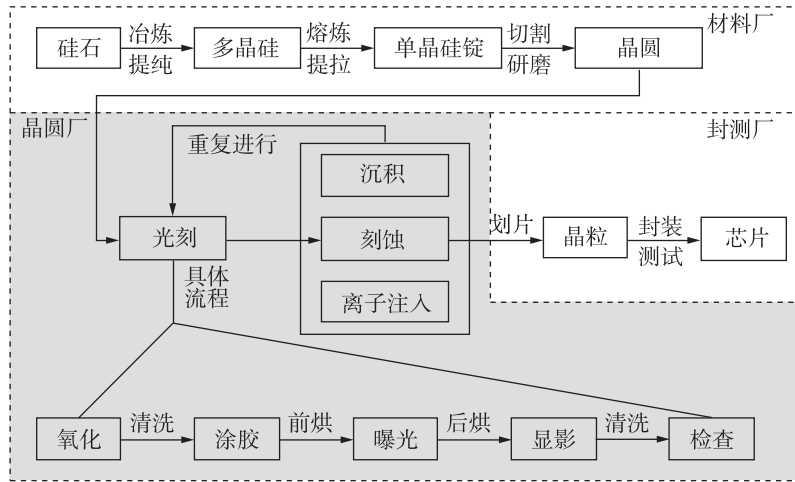 材料厂
硅石
冶炼
提纯
多晶硅
熔炼
提拉
单晶硅锭
切割
研磨
晶圆
晶圆厂
重复进行
封测厂
沉积
光刻
刻蚀
划片
晶粒
封装
测试
芯片
具体
流程
离子注入
氧化
清洗
涂胶
前烘
曝光
后烘
显影
清洗
检查